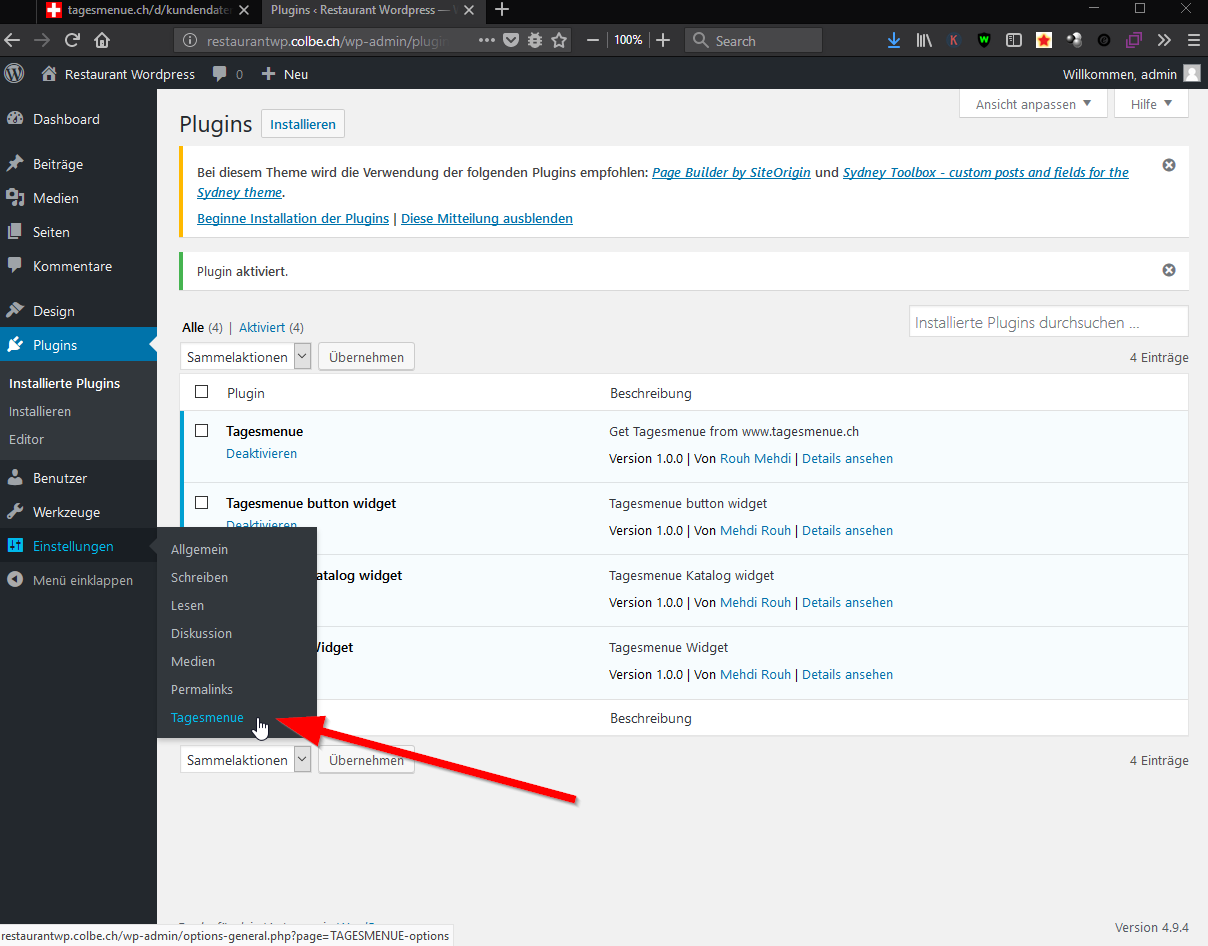 tagesmenue.ch/d/kundendate
Plugins ‹ Restaurant Wordpress —
restaurantwp.colbe.ch/wp-admin/plugin
100%
Search
Restaurant Wordpress 0 Neu
Willkommen, admin
Dashboard
Beiträge
Medien
Seiten
Kommentare
Design
Plugins
Installierte Plugins
Installieren
Editor
Benutzer
Werkzeuge
Einstellungen
Menü einklappen
Allgemein
Schreiben
Lesen
Diskussion
Medien
Permalinks
Tagesmenue
Ansicht anpassen
Hilfe
Plugins Installieren
Bei diesem Theme wird die Verwendung der folgenden Plugins empfohlen: Page Builder by SiteOrigin und Sydney Toolbox - custom posts and fields for the
Sydney theme.
Beginne Installation der Plugins | Diese Mitteilung ausblenden
Plugin aktiviert.
Alle (4) | Aktiviert (4)
Installierte Plugins durchsuchen ...
Sammelaktionen Übernehmen
4 Einträge
Plugin Beschreibung
Tagesmenue
Deaktivieren
Get Tagesmenue from www.tagesmenue.ch
Version 1.0.0 | Von Rouh Mehdi | Details ansehen
Tagesmenue button widget
Deaktivieren
Tagesmenue button widget
Version 1.0.0 | Von Mehdi Rouh | Details ansehen
atalog widget
Tagesmenue Katalog widget
Version 1.0.0 | Von Mehdi Rouh | Details ansehen
Widget
Tagesmenue Widget
Version 1.0.0 | Von Mehdi Rouh | Details ansehen
Beschreibung
Sammelaktionen Übernehmen
4 Einträge
Version 4.9.4
restaurantwp.colbe.ch/wp-admin/options-general.php?page=TAGESMENUE-options